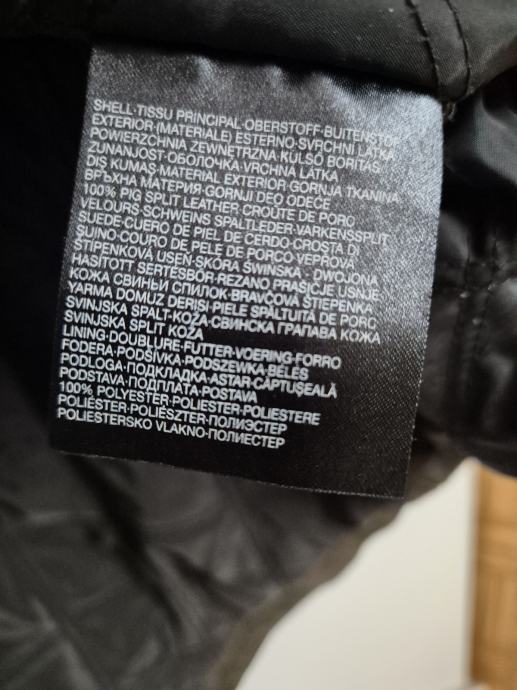 SHELL·TISSU PRINCIPAL·OBERSTOFF·BUITENSTOF
EXTERIOR (MATERIALE) ESTERNO·SVRCHNÍ LÁTKA
POWIERZCHNIA ZEWNĘTRZNA KÜLSŐ BORÍTÁS
ZUNANJOST·ОБОЛОЧКА·VRCHNÁ LÁTKA
DIŞ KUMAŞ·MATERIAL EXTERIOR·GORNJA TKANINA
ВРЪХНА МАТЕРИЯ·GORNJI DEO ODEĆE
100% PIG SPLIT LEATHER·CROÛTE DE PORC
VELOURS·SCHWEINS SPALTLEDER·VARKENSSPLIT
SUEDE·CUERO DE PIEL DE CERDO·CROSTA DI
SUINO·COURO DE PELE DE PORCO·VEPŘOVÁ
ŠTÍPENKOVÁ USEŇ·SKÓRA ŚWIŃSKA - DWOJONA
HASÍTOTT SERTÉSBŐR·REZANO PRAŠIČJE USNJE
КОЖА СВИНЬИ СПИЛОК·BRAVČOVÁ ŠTIEPENKA
YARMA DOMUZ DERİSİ·PIELE ȘPĂLTUITĂ DE PORC
SVINJSKA SPALT-KOŽA·СВИНСКА ГРАПАВА КОЖА
SVINJSKA SPLIT KOŽA
LINING·DOUBLURE·FUTTER·VOERING·FORRO
FODERA·PODŠÍVKA·PODSZEWKA·BÉLÉS
PODLOGA·ПОДКЛАДКА·ASTAR·CĂPTUȘEALĂ
PODSTAVA·ПОДПЛАТА·POSTAVA
100% POLYESTER·POLIÉSTER·POLIESTERE
POLIÉSTER·POLIÉSZTER·ПОЛИЭСТЕР
POLIESTERSKO VLAKNO·ПОЛИЕСТЕР